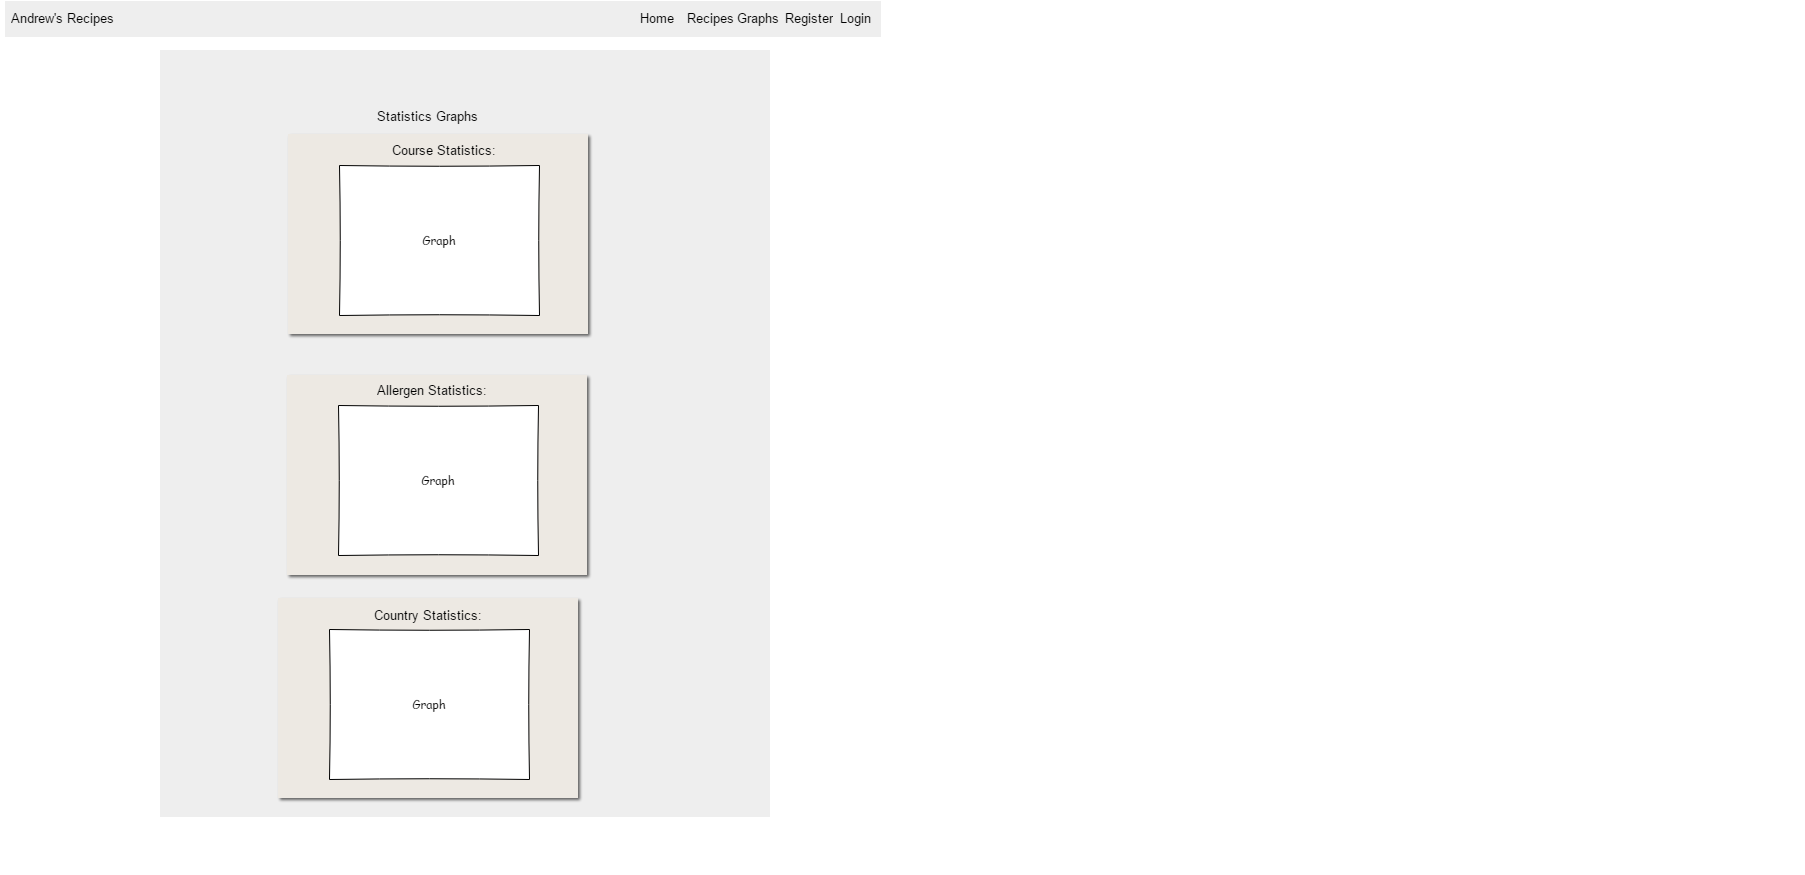 Andrew's Recipes Home Recipes Graphs Register Login
Statistics Graphs
Course Statistics:
Graph
Allergen Statistics:
Graph
Country Statistics:
Graph